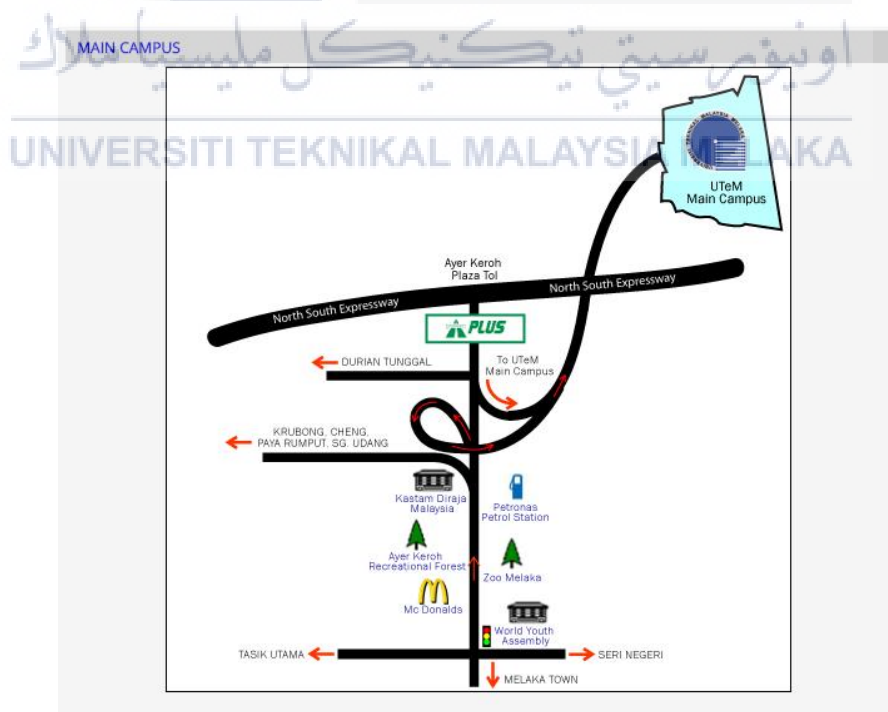 اونيورسيتي تيكنيكل مليسيا ملاك
MAIN CAMPUS
UNIVERSITI TEKNIKAL MALAYSIA MELAKA
UTeM
Main Campus
Ayer Keroh
Plaza Tol
North South Expressway
North South Expressway
PLUS
DURIAN TUNGGAL
To UTeM
Main Campus
KRUBONG, CHENG,
PAYA RUMPUT, SG. UDANG
Kastam Diraja
Malaysia
Petronas
Petrol Station
Ayer Keroh
Recreational Forest
Zoo Melaka
Mc Donalds
World Youth
Assembly
TASIK UTAMA
SERI NEGERI
MELAKA TOWN